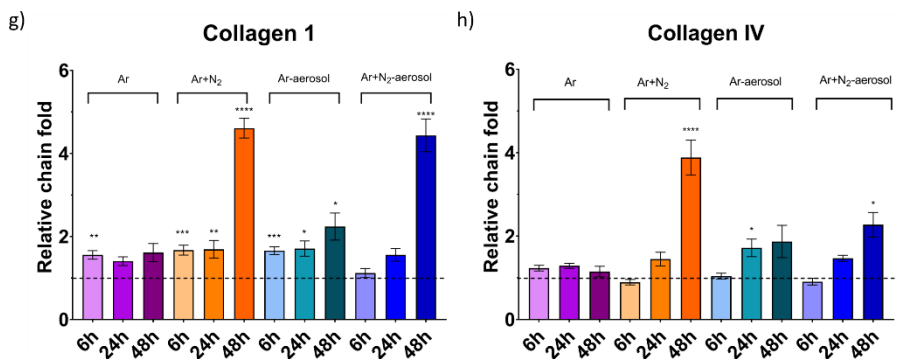 g)
Collagen 1
Relative chain fold
6
4
2
0
Ar
Ar+N₂
Ar-aerosol
Ar+N₂-aerosol
**
***
**
****
***
*
*
****
6h
24h
48h
6h
24h
48h
6h
24h
48h
6h
24h
48h
h)
Collagen IV
Relative chain fold
6
4
2
0
Ar
Ar+N₂
Ar-aerosol
Ar+N₂-aerosol
****
*
*
6h
24h
48h
6h
24h
48h
6h
24h
48h
6h
24h
48h